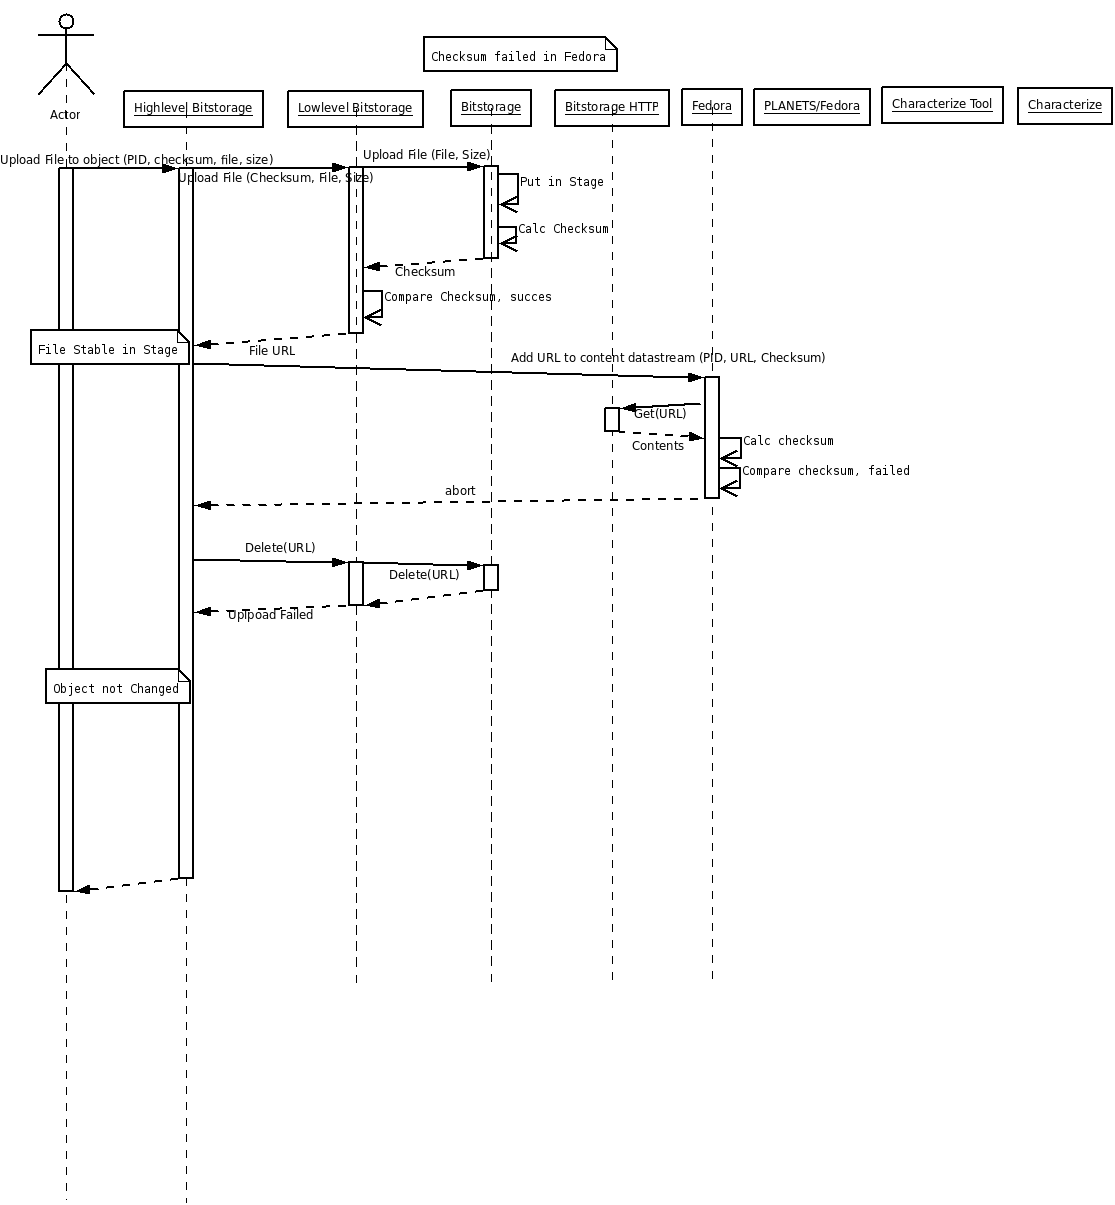 Checksum failed in Fedora
Actor
Highlevel Bitstorage
Lowlevel Bitstorage
Bitstorage
Bitstorage HTTP
Fedora
PLANETS/Fedora
Characterize Tool
Characterize
Upload File to object (PID, checksum, file, size)
Upload File (Checksum, File, Size)
Upload File (File, Size)
Put in Stage
Calc Checksum
Checksum
Compare Checksum, succes
File URL
File Stable in Stage
Add URL to content datastream (PID, URL, Checksum)
Get(URL)
Contents
Calc checksum
Compare checksum, failed
abort
Delete(URL)
Delete(URL)
Uplpoad Failed
Object not Changed